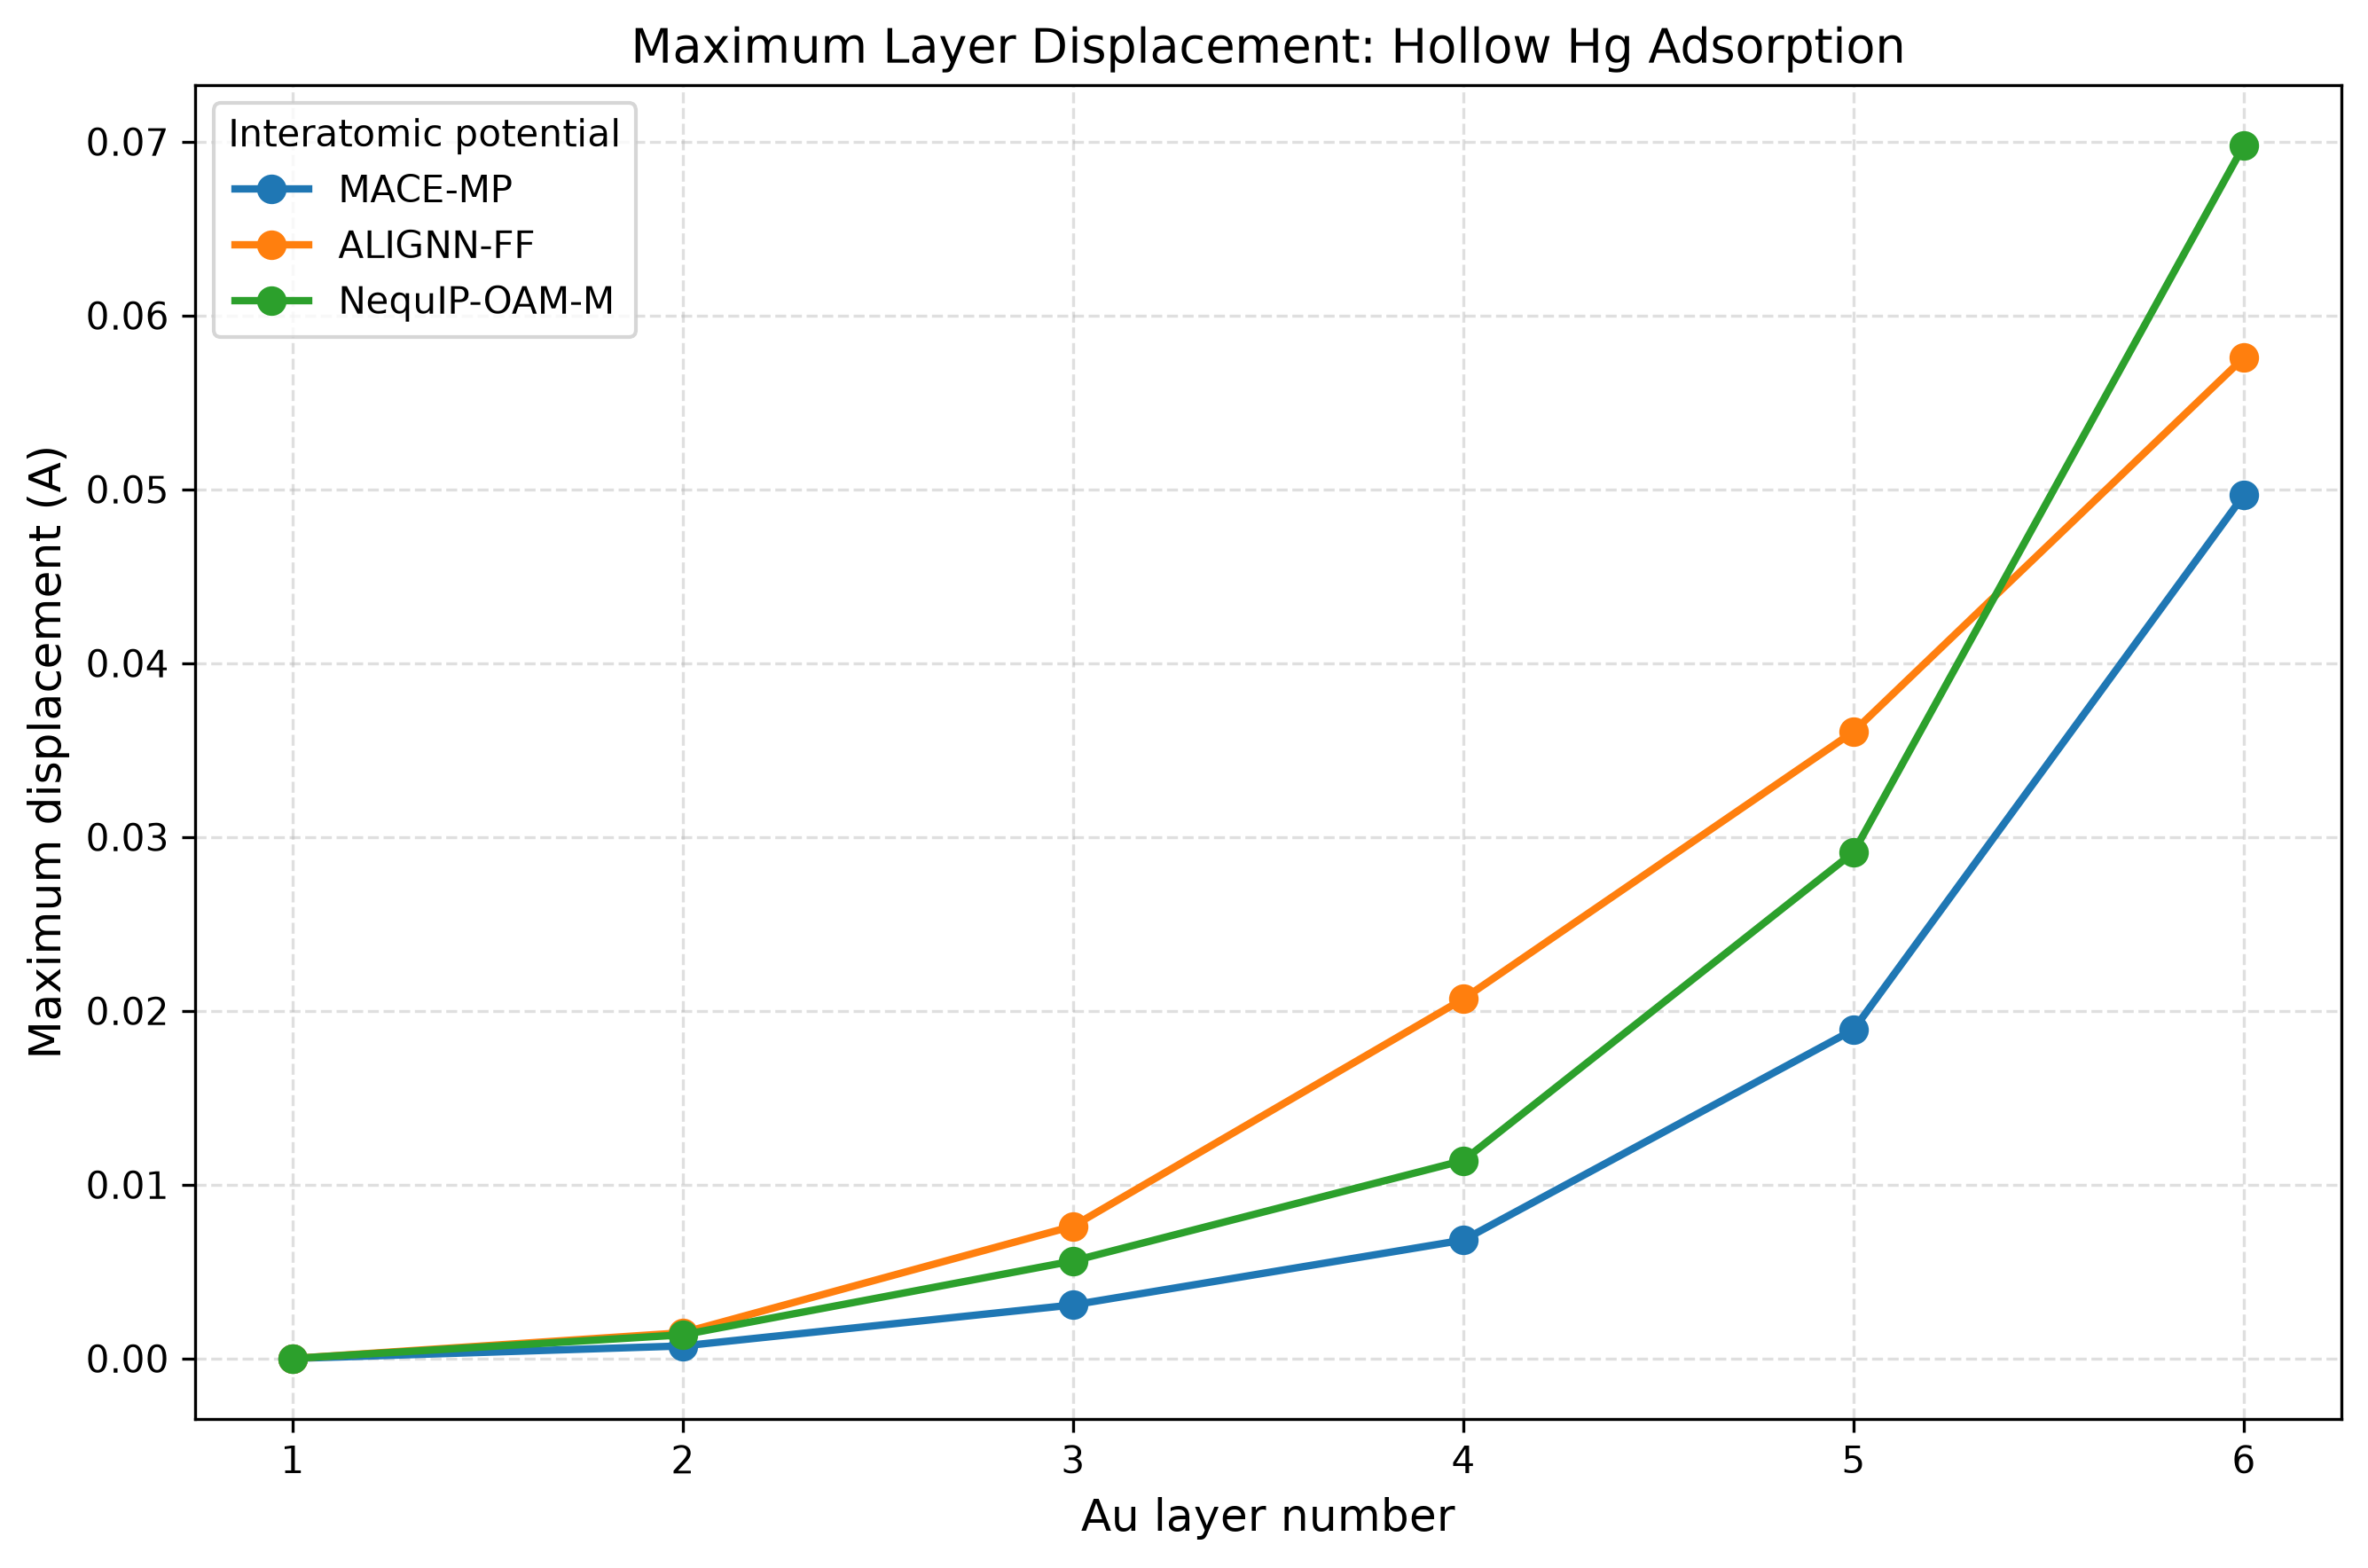 Maximum Layer Displacement: Hollow Hg Adsorption
Interatomic potential
MACE-MP
ALIGNN-FF
NequIP-OAM-M
Maximum displacement (A)
0.07
0.06
0.05
0.04
0.03
0.02
0.01
0.00
1 2 3 4 5 6
Au layer number